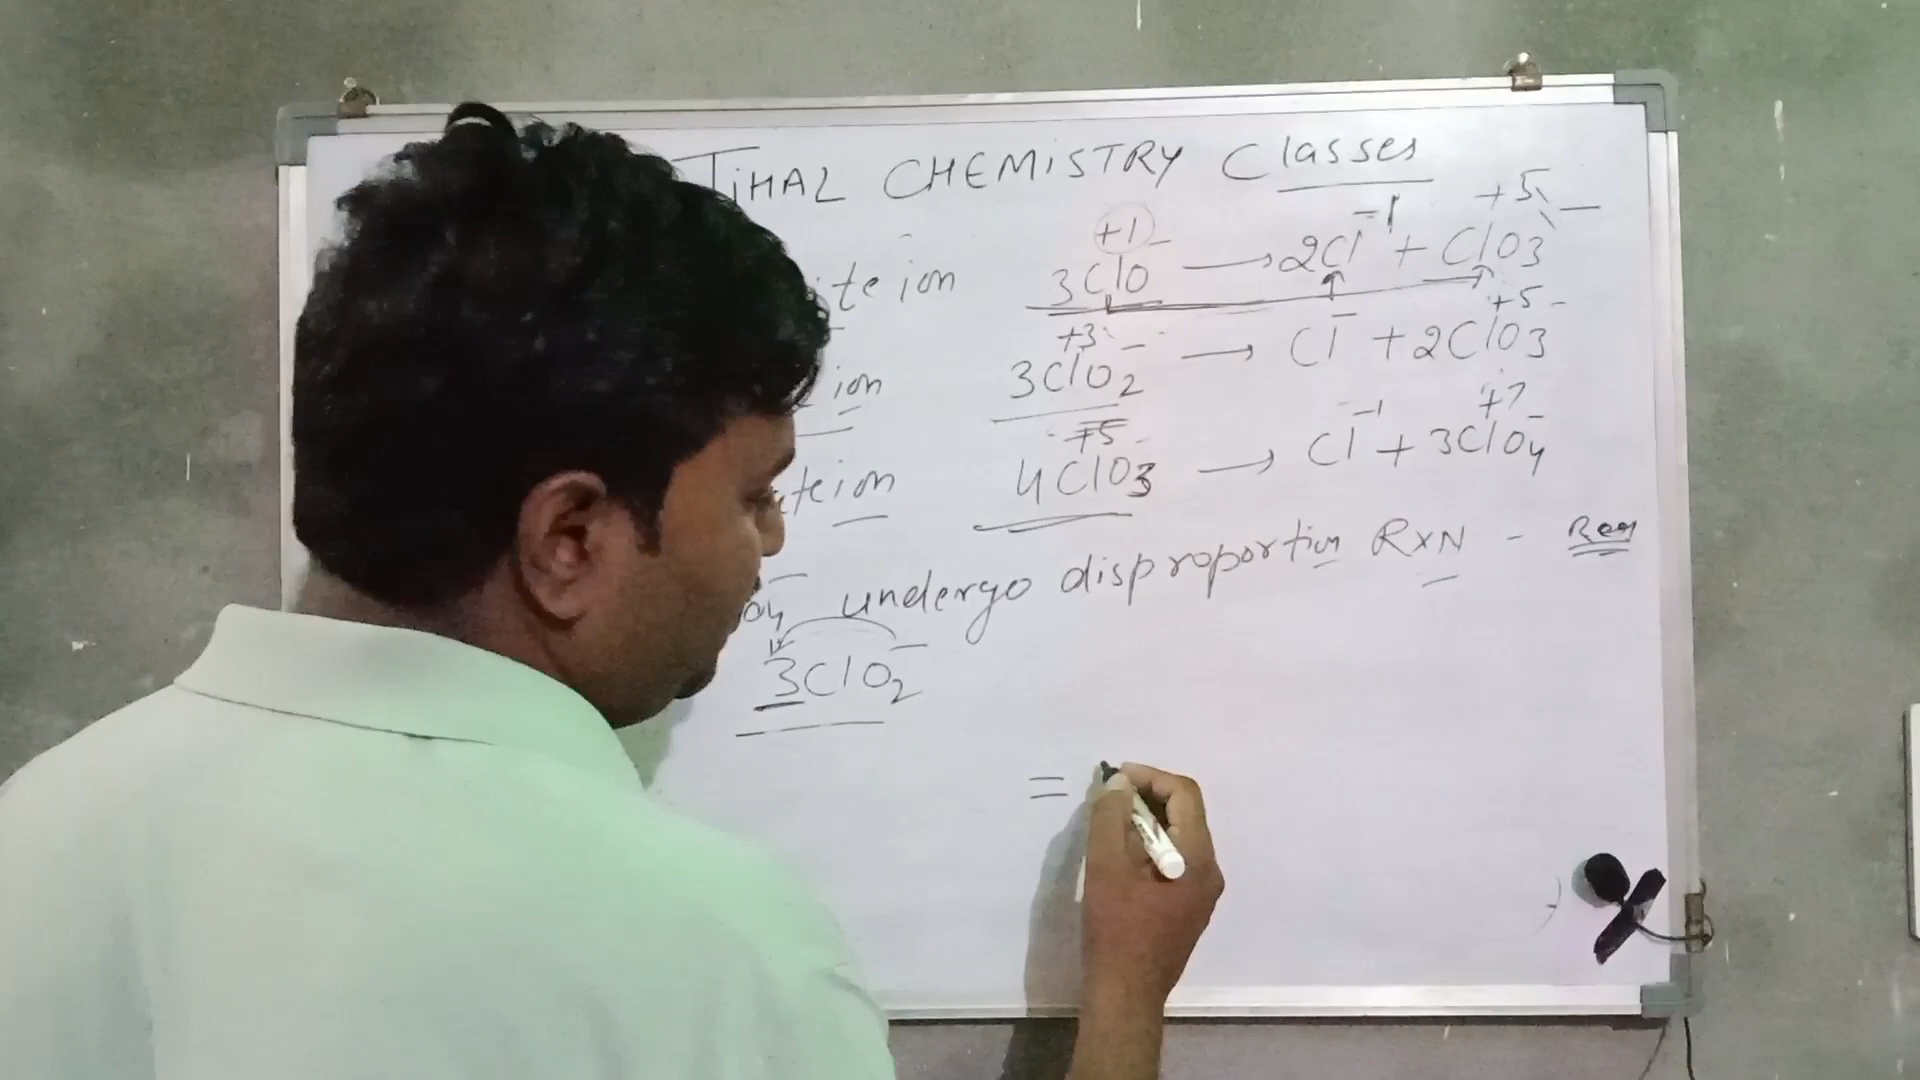 TiHAL CHEMISTRY Classes
ite ion 3ClO⁻ (+1) → 2Cl⁻¹ + ClO3⁻ (+5)
ion 3ClO2⁻ (+3) → Cl⁻ + 2ClO3⁻ (+5)
te ion 4ClO3⁻ (+5) → Cl⁻¹ + 3ClO4⁻ (+7)
undergo disproportion RXN -
3ClO2⁻
=